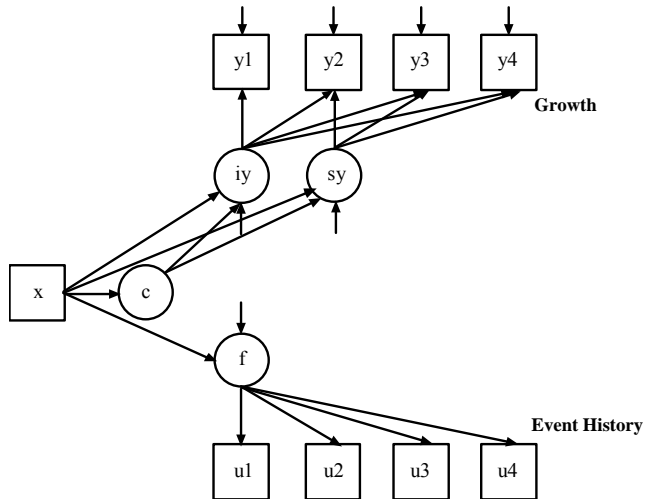 y1 y2 y3 y4
Growth
iy sy
x c
f
Event History
u1 u2 u3 u4